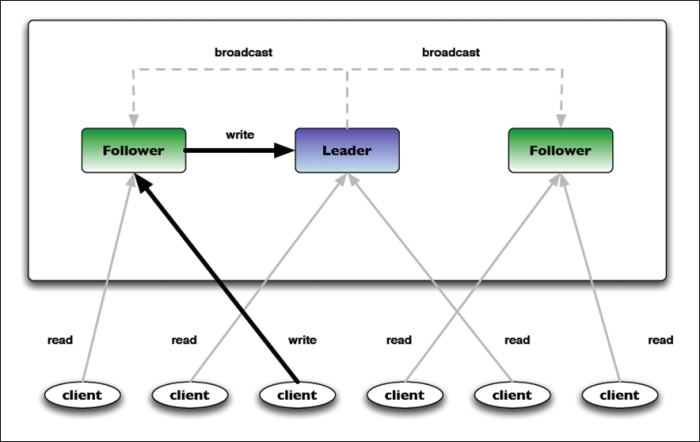 broadcast
broadcast
write
Follower
Leader
Follower
read
read
write
read
read
read
client
client
client
client
client
client